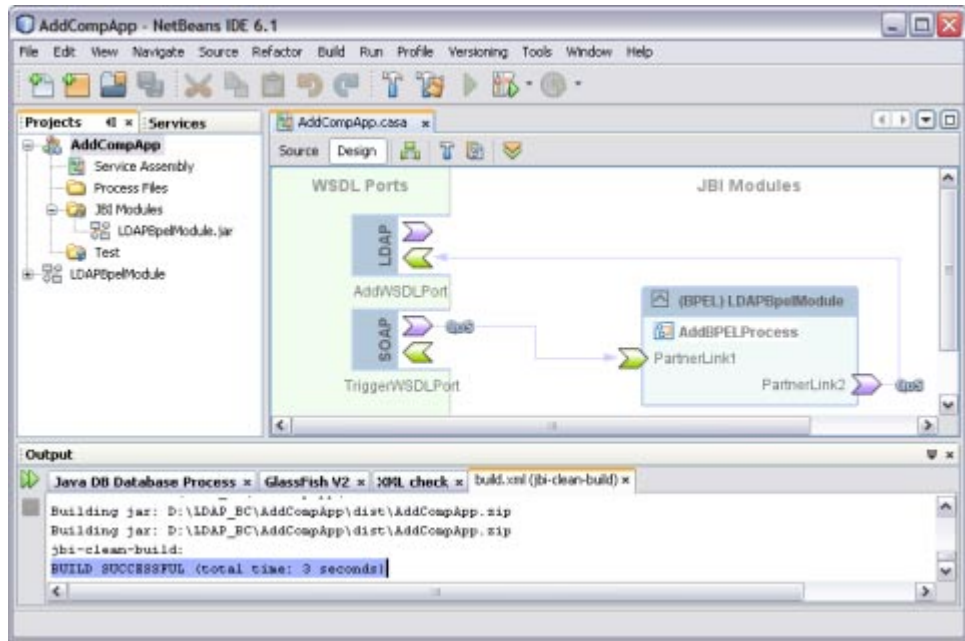 AddCompApp - NetBeans IDE 6.1
File Edit View Navigate Source Refactor Build Run Profile Versioning Tools Window Help
Projects Services
AddCompApp
Service Assembly
Process Files
JBI Modules
LDAPBpelModule.jar
Test
LDAPBpelModule
AddCompApp.casa
Source Design
WSDL Ports JBI Modules
LDAP
AddWSDLPort
SOAP
QoS
TriggerWSDLPort
(BPEL) LDAPBpelModule
AddBPELProcess
PartnerLink1
PartnerLink2 QoS
Output
Java DB Database Process GlassFish V2 XML check build.xml (jbi-clean-build)
Building jar: D:\LDAP_BC\AddCompApp\dist\AddCompApp.zip
Building jar: D:\LDAP_BC\AddCompApp\dist\AddCompApp.zip
jbi-clean-build:
BUILD SUCCESSFUL (total time: 3 seconds)